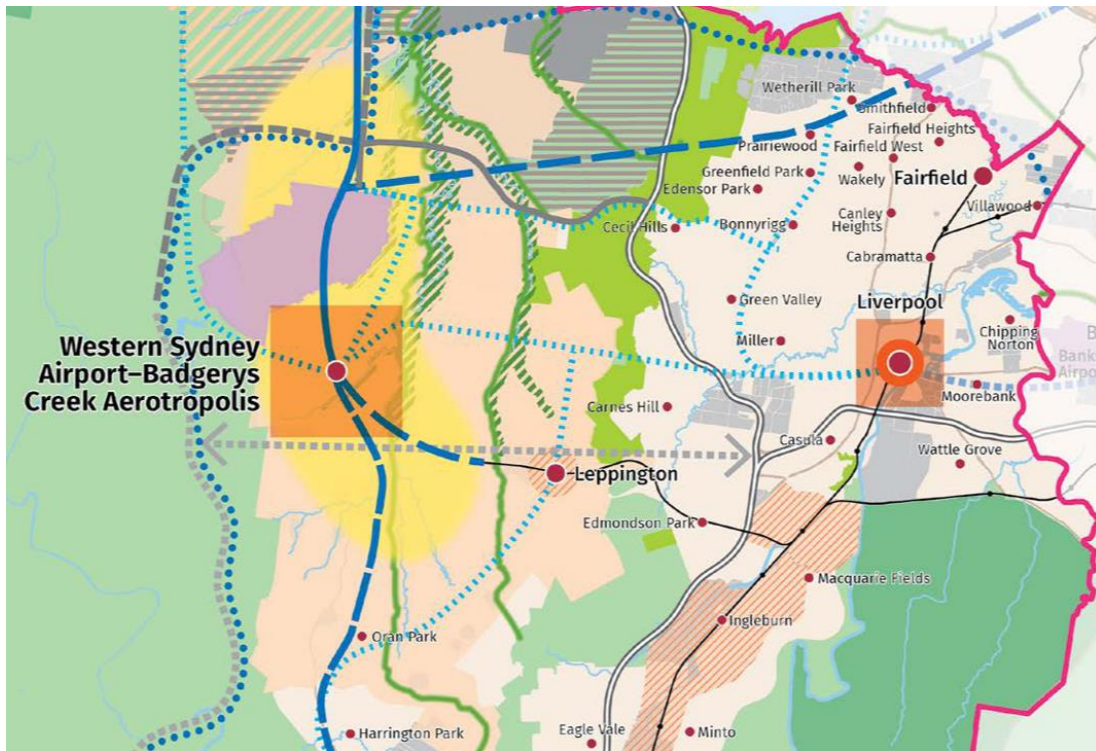 Wetherill Park
Smithfield
Fairfield Heights
Prairiewood
Fairfield West
Greenfield Park
Wakely
Fairfield
Edensor Park
Villawood
Cecil Hills
Bonnyrigg
Canley
Heights
Cabramatta
Green Valley
Liverpool
Miller
Chipping
Norton
Western Sydney
Airport–Badgerys
Creek Aerotropolis
Moorebank
Carnes Hill
Casula
Wattle Grove
Leppington
Edmondson Park
Macquarie Fields
Ingleburn
Oran Park
Harrington Park
Eagle Vale
Minto